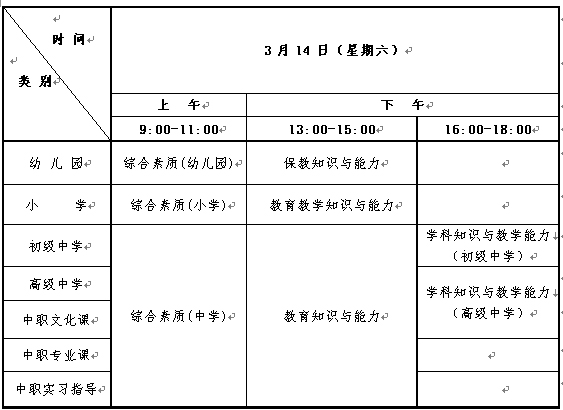 时 间
类 别
3月14日（星期六）
上 午
下 午
9:00-11:00
13:00-15:00
16:00-18:00
幼 儿 园
综合素质(幼儿园)
保教知识与能力
小 学
综合素质(小学)
教育教学知识与能力
初级中学
综合素质(中学)
教育知识与能力
学科知识与教学能力
（初级中学）
高级中学
学科知识与教学能力
（高级中学）
中职文化课
中职专业课
中职实习指导